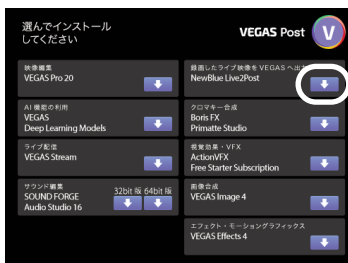 選んでインストール
してください
VEGAS Post
V
映像編集
VEGAS Pro 20
AI 機能の利用
VEGAS
Deep Learning Models
ライブ配信
VEGAS Stream
サウンド編集
SOUND FORGE
Audio Studio 16
32bit 版 64bit 版
録画したライブ映像を VEGAS へ出力
NewBlue Live2Post
クロマキー合成
Boris FX
Primatte Studio
視覚効果・VFX
ActionVFX
Free Starter Subscription
画像合成
VEGAS Image 4
エフェクト・モーショングラフィックス
VEGAS Effects 4